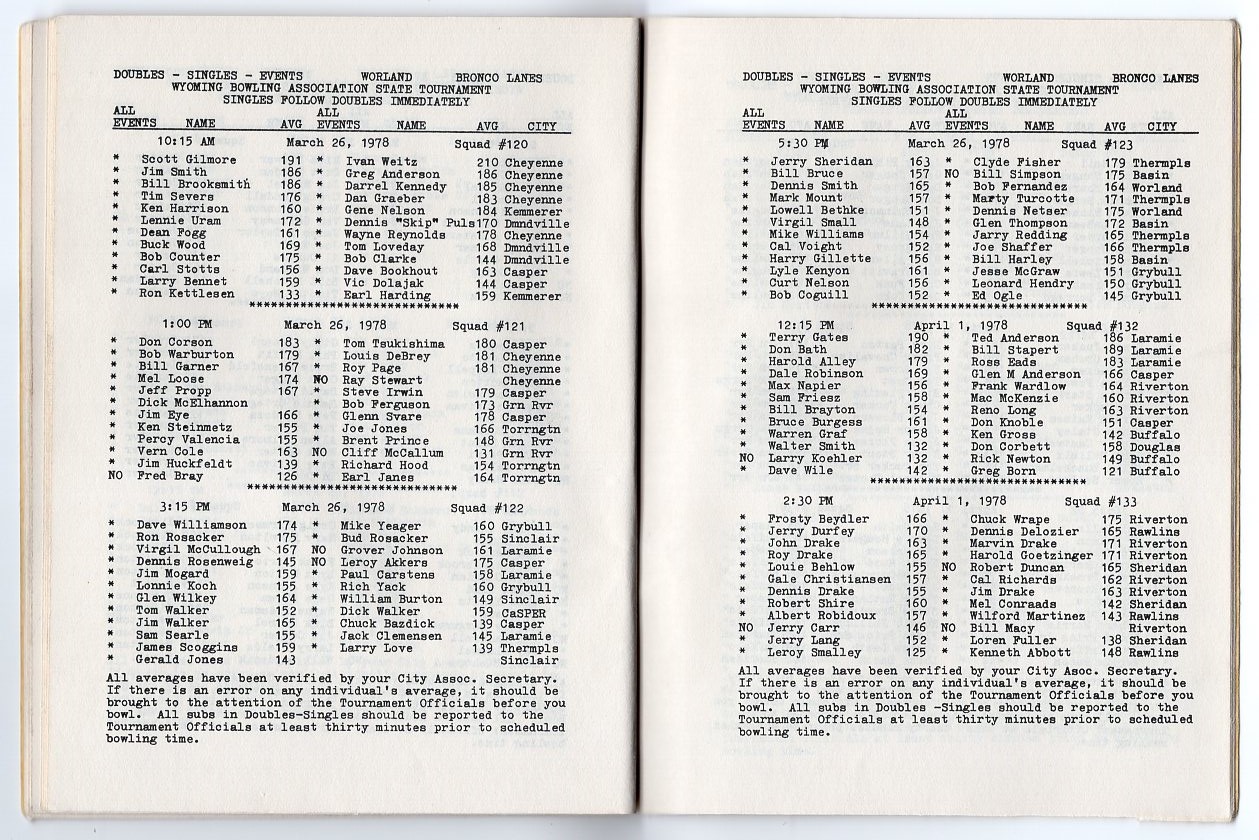 DOUBLES - SINGLES - EVENTS WORLAND BRONCO LANES
WYOMING BOWLING ASSOCIATION STATE TOURNAMENT
SINGLES FOLLOW DOUBLES IMMEDIATELY
ALL ALL
EVENTS NAME AVG EVENTS NAME AVG CITY
10:15 AM March 26, 1978 Squad #120
* Scott Gilmore 191 * Ivan Weitz 210 Cheyenne
* Jim Smith 186 * Greg Anderson 186 Cheyenne
* Bill Brooksmith 186 * Darrel Kennedy 185 Cheyenne
* Tim Severs 176 * Dan Graeber 183 Cheyenne
* Ken Harrison 160 * Gene Nelson 184 Kemmerer
* Lennie Uram 172 * Dennis "Skip" Puls 170 Dmndville
* Dean Fogg 161 * Wayne Reynolds 178 Cheyenne
* Buck Wood 169 * Tom Loveday 168 Dmndville
* Bob Counter 175 * Bob Clarke 144 Dmndville
* Carl Stotts 156 * Dave Bookhout 163 Casper
* Larry Bennet 159 * Vic Dolajak 144 Casper
* Ron Kettlesen 133 * Earl Harding 159 Kemmerer
*****************************
1:00 PM March 26, 1978 Squad #121
* Don Corson 183 * Tom Tsukishima 180 Casper
* Bob Warburton 179 * Louis DeBrey 181 Cheyenne
* Bill Garner 167 * Roy Page 181 Cheyenne
* Mel Loose 174 NO Ray Stewart Cheyenne
* Jeff Propp 167 * Steve Irwin 179 Casper
* Dick McElhannon Bob Ferguson 173 Grn Rvr
* Jim Eye 166 * Glenn Svare 178 Casper
* Ken Steinmetz 155 * Joe Jones 166 Torrngtn
* Percy Valencia 155 * Brent Prince 148 Grn Rvr
* Vern Cole 163 NO Cliff McCallum 131 Grn Rvr
* Jim Huckfeldt 139 * Richard Hood 154 Torrngtn
NO Fred Bray 126 * Earl Janes 164 Torrngtn
*****************************
3:15 PM March 26, 1978 Squad #122
* Dave Williamson 174 * Mike Yeager 160 Grybull
* Ron Rosacker 175 * Bud Rosacker 155 Sinclair
* Virgil McCullough 167 NO Grover Johnson 161 Laramie
* Dennis Rosenweig 145 NO Leroy Akkers 175 Casper
* Jim Mogard 159 * Paul Carstens 158 Laramie
* Lonnie Koch 155 * Rich Yack 160 Grybull
* Glen Wilkey 164 * William Burton 149 Sinclair
* Tom Walker 152 * Dick Walker 159 CaSPER
* Jim Walker 165 * Chuck Bazdick 139 Casper
* Sam Searle 155 * Jack Clemensen 145 Laramie
* James Scoggins 159 * Larry Love 139 Thermpls
* Gerald Jones 143 Sinclair
All averages have been verified by your City Assoc. Secretary.
If there is an error on any individual's average, it should be
brought to the attention of the Tournament Officials before you
bowl. All subs in Doubles-Singles should be reported to the
Tournament Officials at least thirty minutes prior to scheduled
bowling time.
DOUBLES - SINGLES - EVENTS WORLAND BRONCO LANES
WYOMING BOWLING ASSOCIATION STATE TOURNAMENT
SINGLES FOLLOW DOUBLES IMMEDIATELY
ALL ALL
EVENTS NAME AVG EVENTS NAME AVG CITY
5:30 PM March 26, 1978 Squad #123
* Jerry Sheridan 163 * Clyde Fisher 179 Thermpls
* Bill Bruce 157 NO Bill Simpson 175 Basin
* Dennis Smith 165 * Bob Fernandez 164 Worland
* Mark Mount 157 * Marty Turcotte 171 Thermpls
* Lowell Bethke 151 * Dennis Netser 175 Worland
* Virgil Small 148 * Glen Thompson 172 Basin
* Mike Williams 154 * Jarry Redding 165 Thermpls
* Cal Voight 152 * Joe Shaffer 166 Thermpls
* Harry Gillette 156 * Bill Harley 158 Basin
* Lyle Kenyon 161 * Jesse McGraw 151 Grybull
* Curt Nelson 156 * Leonard Hendry 150 Grybull
* Bob Coguill 152 * Ed Ogle 145 Grybull
*****************************
12:15 PM April 1, 1978 Squad #132
* Terry Gates 190 * Ted Anderson 186 Laramie
* Don Bath 182 * Bill Stapert 189 Laramie
* Harold Alley 179 * Ross Eads 183 Laramie
* Dale Robinson 169 * Glen M Anderson 166 Casper
* Max Napier 156 * Frank Wardlow 164 Riverton
* Sam Friesz 158 * Mac McKenzie 160 Riverton
* Bill Brayton 154 * Reno Long 163 Riverton
* Bruce Burgess 161 * Don Knoble 151 Casper
* Warren Graf 158 * Ken Gross 142 Buffalo
* Walter Smith 132 * Don Corbett 158 Douglas
NO Larry Koehler 132 * Rick Newton 149 Buffalo
* Dave Wile 142 * Greg Born 121 Buffalo
*****************************
2:30 PM April 1, 1978 Squad #133
* Frosty Beydler 166 * Chuck Wrape 175 Riverton
* Jerry Durfey 170 * Dennis Delozier 165 Rawlins
* John Drake 163 * Marvin Drake 171 Riverton
* Roy Drake 165 * Harold Goetzinger 171 Riverton
* Louie Behlow 155 NO Robert Duncan 165 Sheridan
* Gale Christiansen 157 * Cal Richards 162 Riverton
* Dennis Drake 155 * Jim Drake 163 Riverton
* Robert Shire 160 * Mel Conraads 142 Sheridan
* Albert Robidoux 157 * Wilford Martinez 143 Rawlins
NO Jerry Carr 146 NO Bill Macy Riverton
* Jerry Lang 152 * Loren Fuller 138 Sheridan
* Leroy Smalley 125 * Kenneth Abbott 148 Rawlins
All averages have been verified by your City Assoc. Secretary.
If there is an error on any individual's average, it should be
brought to the attention of the Tournament Officials before you
bowl. All subs in Doubles -Singles should be reported to the
Tournament Officials at least thirty minutes prior to scheduled
bowling time.